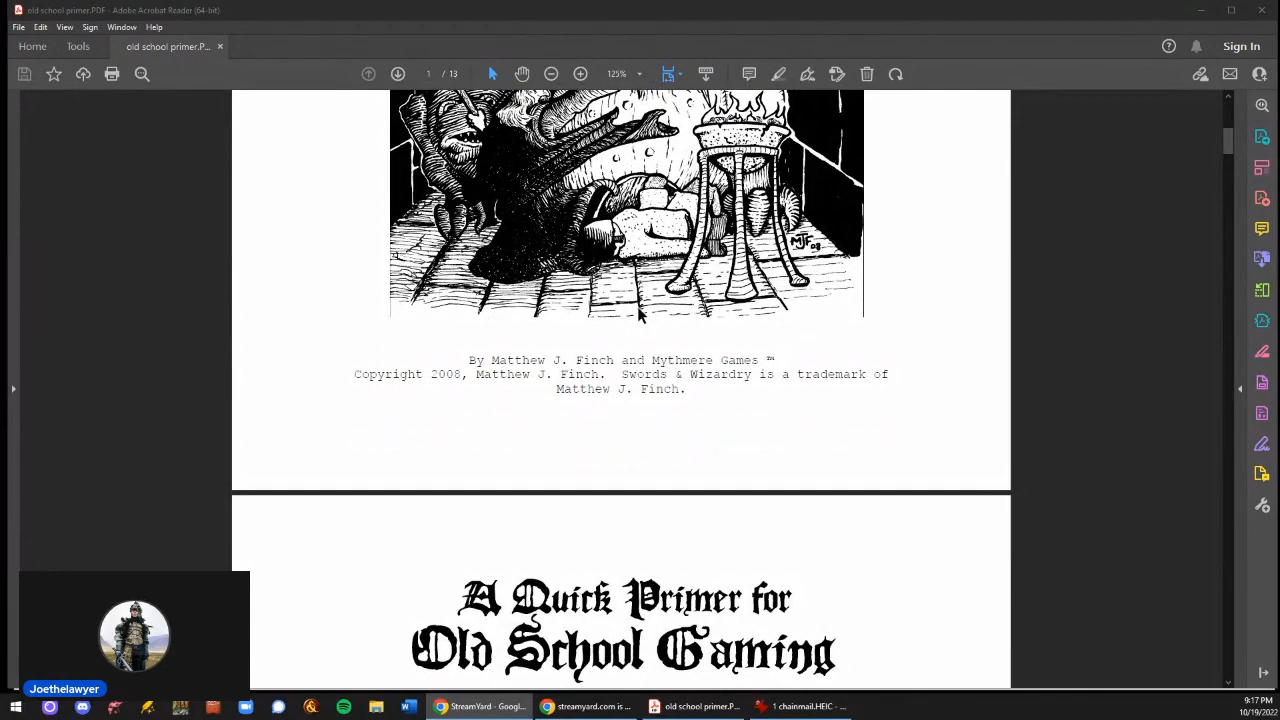 old school primer.PDF - Adobe Acrobat Reader (64-bit)
File Edit View Sign Window Help
Home Tools old school primer.P... × Sign In
1 / 13 125%
MJF 08
By Matthew J. Finch and Mythmere Games ™
Copyright 2008, Matthew J. Finch. Swords & Wizardry is a trademark of
Matthew J. Finch.
A Quick Primer for
Old School Gaming
Joethelawyer
StreamYard - Googl... streamyard.com is ... old school primer.P... 1 chainmail.HEIC - ...
9:17 PM
10/19/2022